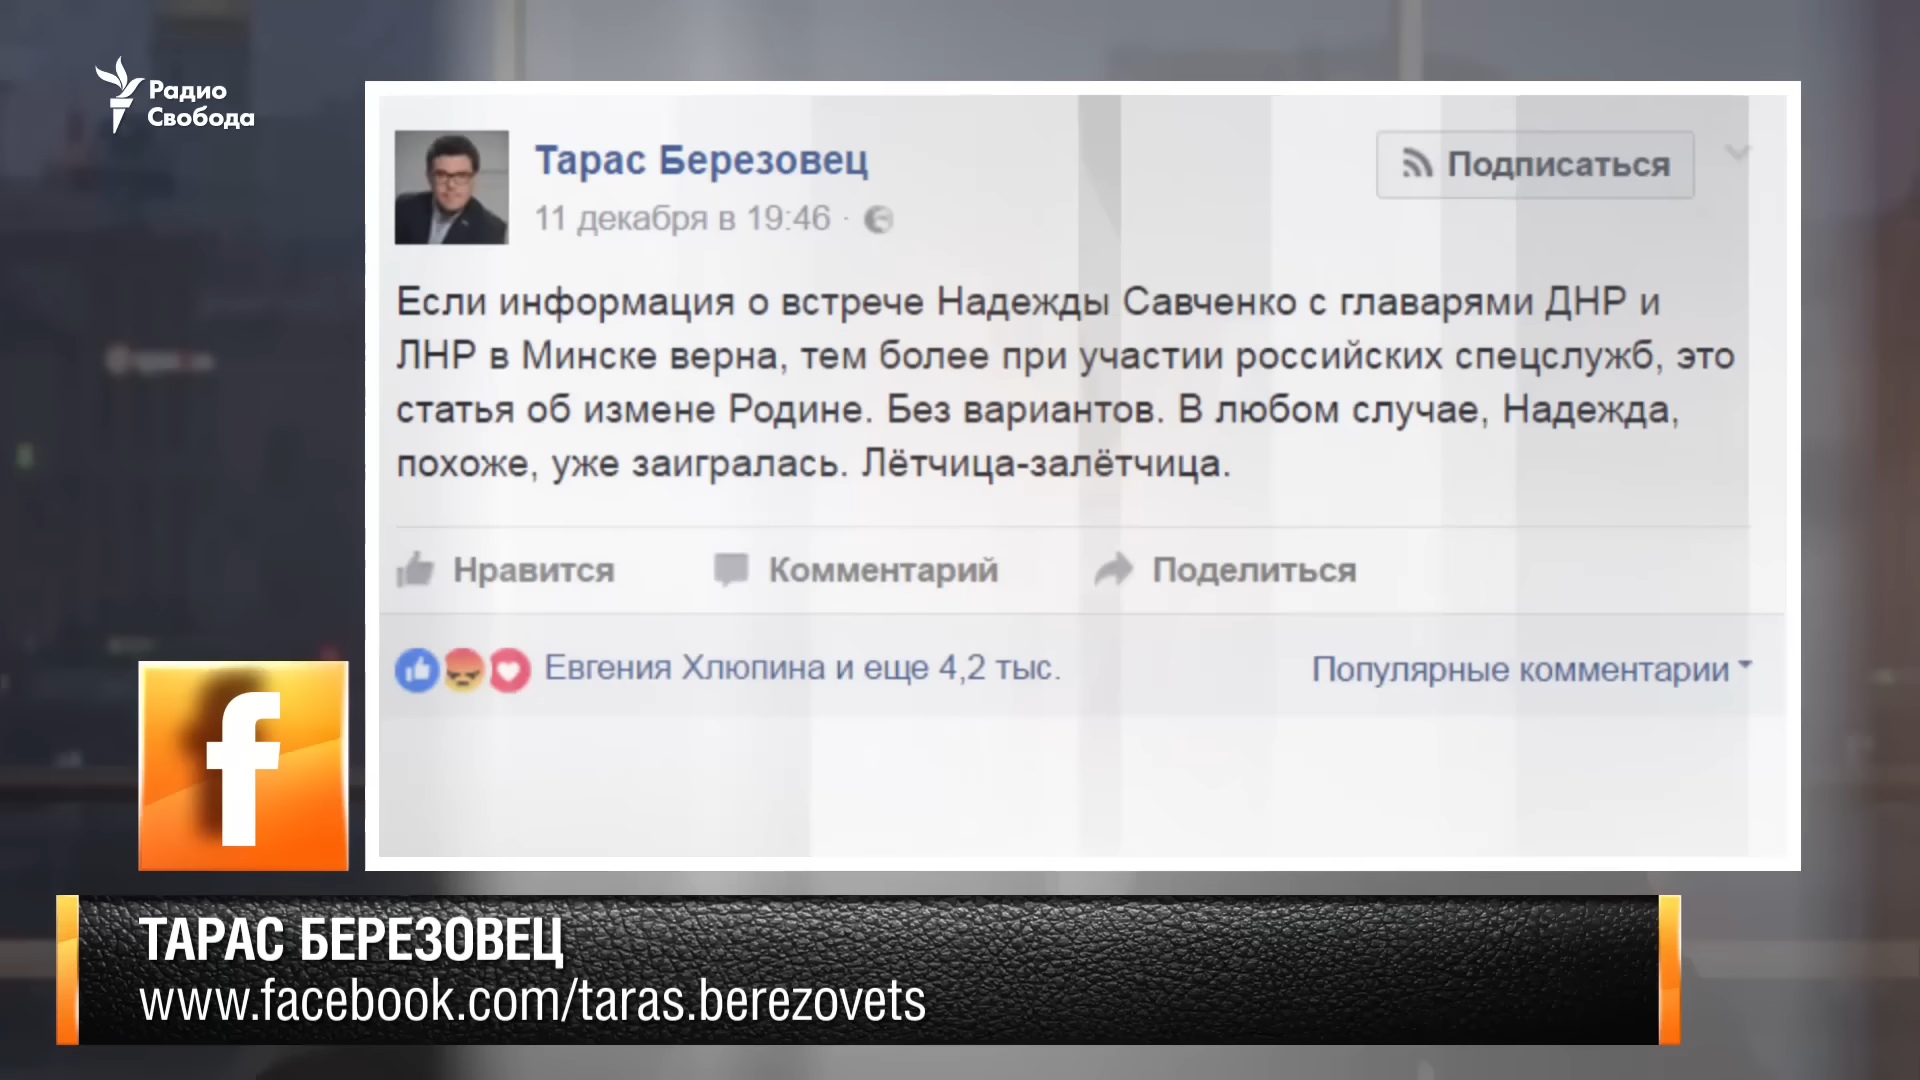 Радио
Свобода
Тарас Березовец
Подписаться
11 декабря в 19:46 ·
Если информация о встрече Надежды Савченко с главарями ДНР и
ЛНР в Минске верна, тем более при участии российских спецслужб, это
статья об измене Родине. Без вариантов. В любом случае, Надежда,
похоже, уже заигралась. Лётчица-залётчица.
Нравится
Комментарий
Поделиться
Евгения Хлюпина и еще 4,2 тыс.
Популярные комментарии
f
ТАРАС БЕРЕЗОВЕЦ
www.facebook.com/taras.berezovets